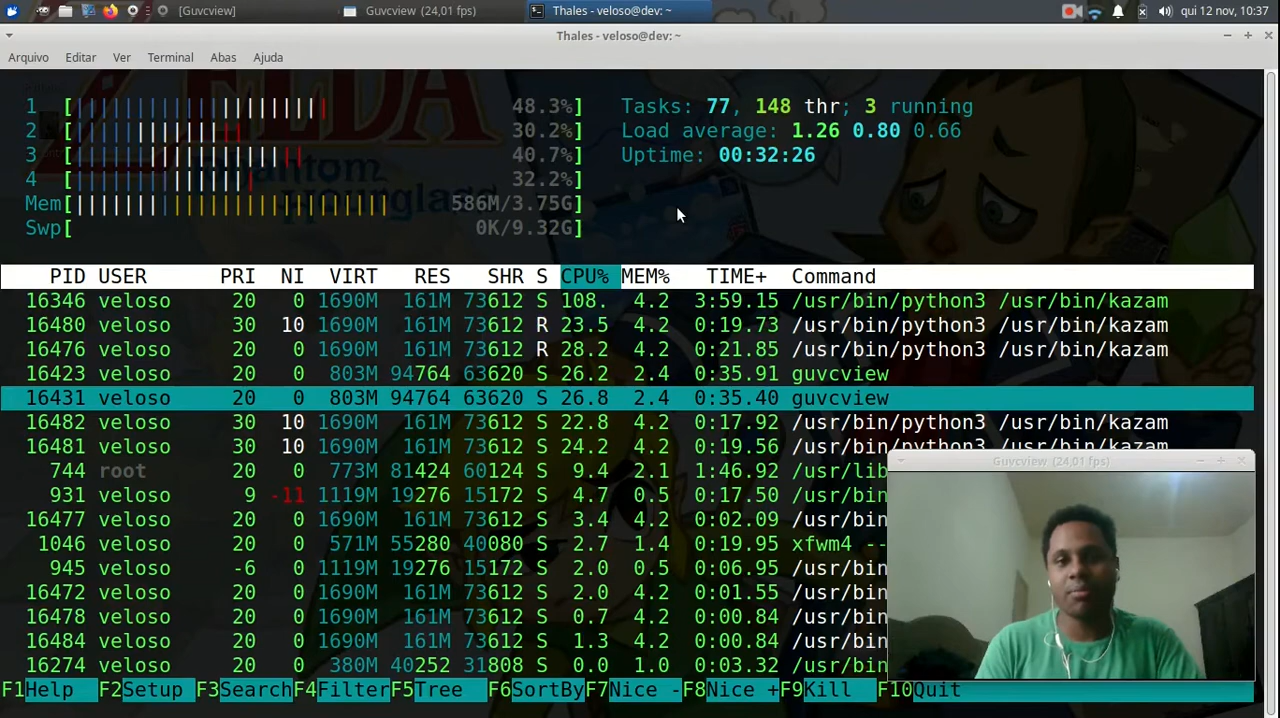 [Guvcview] Guvcview (24,01 fps) Thales - veloso@dev: ~ qui 12 nov, 10:37
Thales - veloso@dev: ~
Arquivo Editar Ver Terminal Abas Ajuda
ZELDA
Phantom
Hourglass
1 [|||||||||||||||||||||48.3%] Tasks: 77, 148 thr; 3 running
2 [||||||||||||||30.2%] Load average: 1.26 0.80 0.66
3 [|||||||||||||||||||40.7%] Uptime: 00:32:26
4 [|||||||||||||||32.2%]
Mem[||||||||||||||||||||||||||586M/3.75G]
Swp[ 0K/9.32G]
PID USER PRI NI VIRT RES SHR S CPU% MEM% TIME+ Command
16346 veloso 20 0 1690M 161M 73612 S 108. 4.2 3:59.15 /usr/bin/python3 /usr/bin/kazam
16480 veloso 30 10 1690M 161M 73612 R 23.5 4.2 0:19.73 /usr/bin/python3 /usr/bin/kazam
16476 veloso 20 0 1690M 161M 73612 R 28.2 4.2 0:21.85 /usr/bin/python3 /usr/bin/kazam
16423 veloso 20 0 803M 94764 63620 S 26.2 2.4 0:35.91 guvcview
16431 veloso 20 0 803M 94764 63620 S 26.8 2.4 0:35.40 guvcview
16482 veloso 30 10 1690M 161M 73612 S 22.8 4.2 0:17.92 /usr/bin/python3 /usr/bin/kazam
16481 veloso 30 10 1690M 161M 73612 S 24.2 4.2 0:19.56 /usr/bin/python3 /usr/bin/kazam
744 root 20 0 773M 81424 60124 S 9.4 2.1 1:46.92 /usr/lib
931 veloso 9 -11 1119M 19276 15172 S 4.7 0.5 0:17.50 /usr/bin
16477 veloso 20 0 1690M 161M 73612 S 3.4 4.2 0:02.09 /usr/bin
1046 veloso 20 0 571M 55280 40080 S 2.7 1.4 0:19.95 xfwm4 --
945 veloso -6 0 1119M 19276 15172 S 2.0 0.5 0:06.95 /usr/bin
16472 veloso 20 0 1690M 161M 73612 S 2.0 4.2 0:01.55 /usr/bin
16478 veloso 20 0 1690M 161M 73612 S 0.7 4.2 0:00.84 /usr/bin
16484 veloso 20 0 1690M 161M 73612 S 1.3 4.2 0:00.84 /usr/bin
16274 veloso 20 0 380M 40252 31808 S 0.0 1.0 0:03.32 /usr/bin
Guvcview (24,01 fps)
F1Help F2Setup F3SearchF4FilterF5Tree F6SortByF7Nice -F8Nice +F9Kill F10Quit